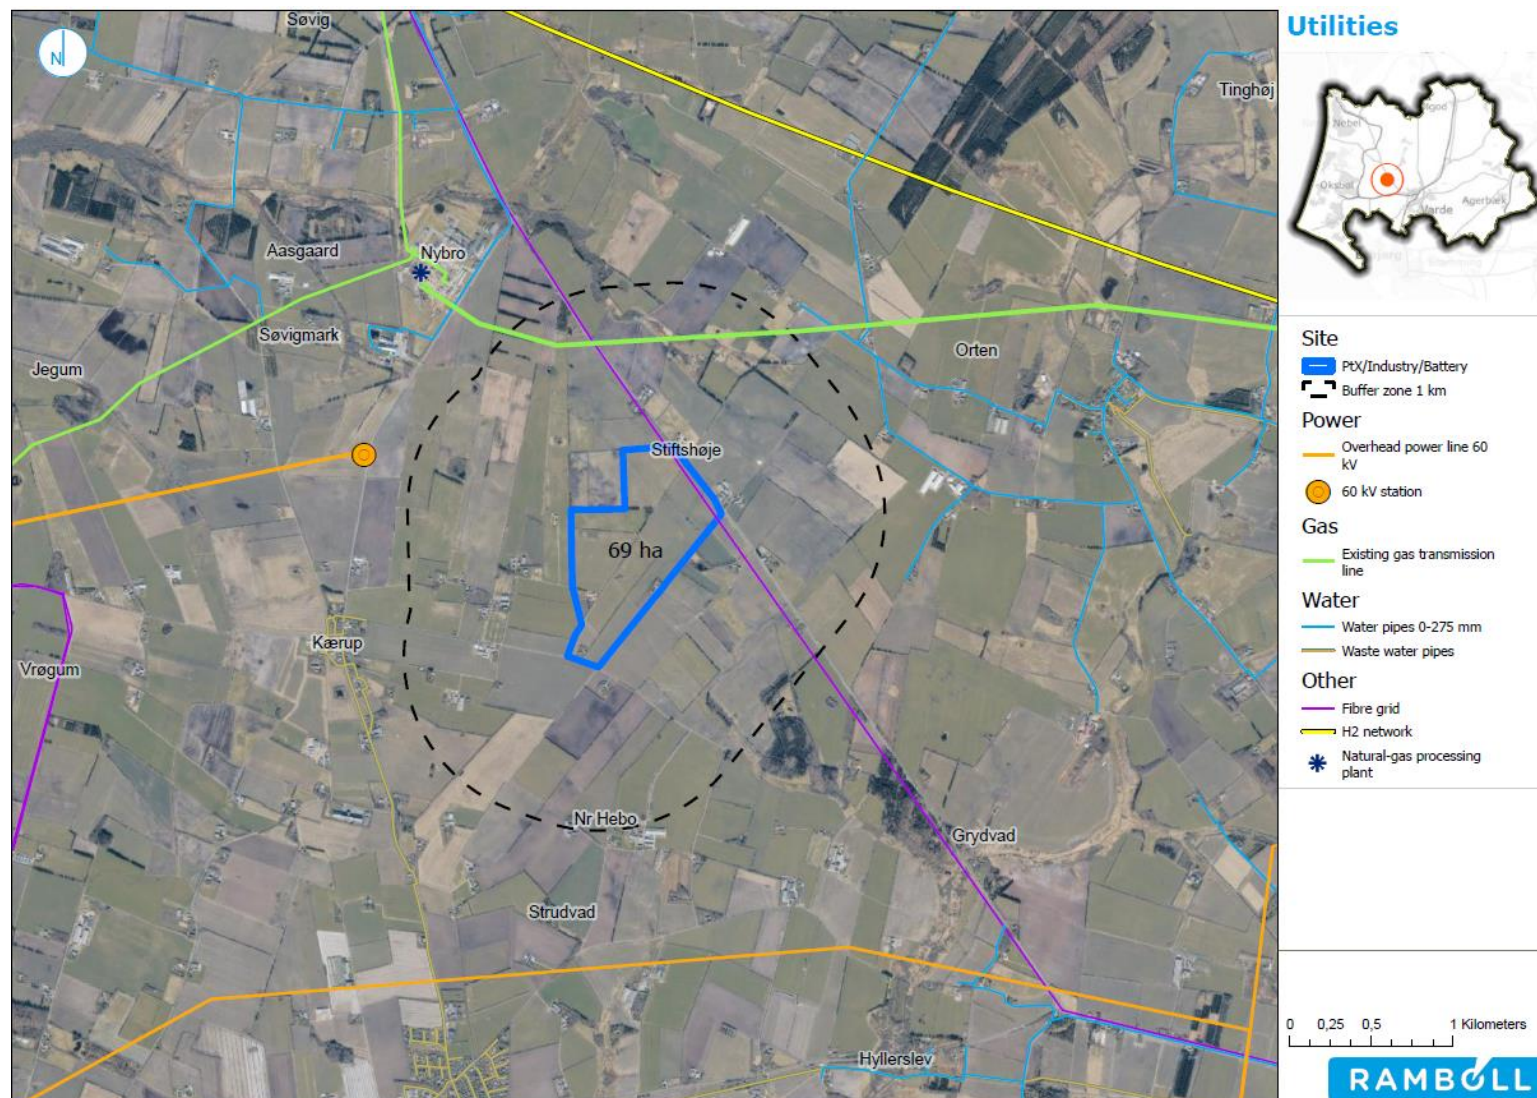 Søvig
N
Tinghøj
Aasgaard
Nybro
Søvigmark
Jegum
Orten
Stiftshøje
69 ha
Kærup
Vrøgum
Nr Hebo
Grydvad
Strudvad
Hyllerslev
Utilities
Nebel
Oksbøl
Varde
Agerbæk
Site
PtX/Industry/Battery
Buffer zone 1 km
Power
Overhead power line 60
kV
60 kV station
Gas
Existing gas transmission
line
Water
Water pipes 0-275 mm
Waste water pipes
Other
Fibre grid
H2 network
Natural-gas processing
plant
0 0,25 0,5 1 Kilometers
RAMBOLL